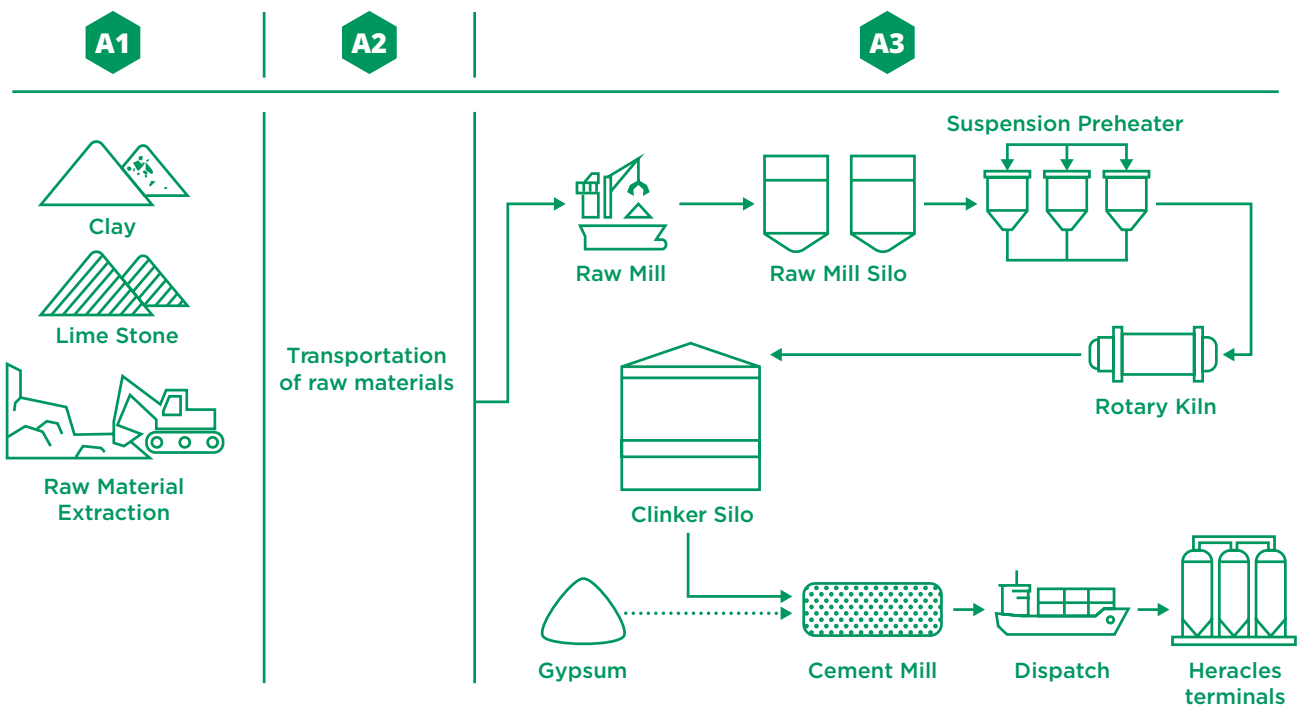 A1
A2
A3
Clay
Lime Stone
Raw Material
Extraction
Transportation
of raw materials
Suspension Preheater
Raw Mill
Raw Mill Silo
Rotary Kiln
Clinker Silo
Gypsum
Cement Mill
Dispatch
Heracles
terminals